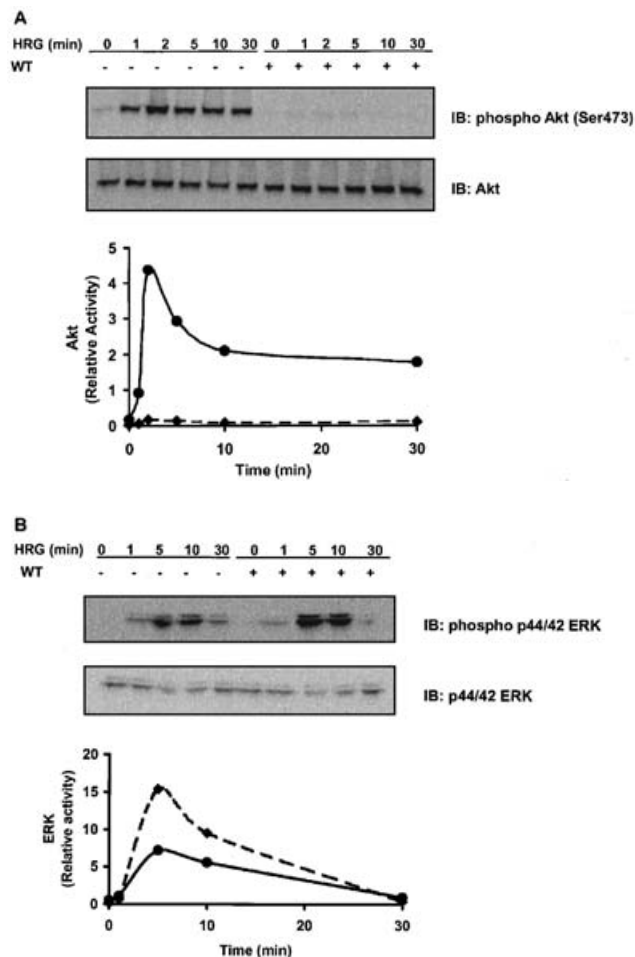 A
HRG (min) 0 1 2 5 10 30 0 1 2 5 10 30
WT - - - - - - + + + + + +
IB: phospho Akt (Ser473)
IB: Akt
5
4
3
2
1
0
Akt
(Relative Activity)
0 10 20 30
Time (min)
B
HRG (min) 0 1 5 10 30 0 1 5 10 30
WT - - - - - + + + + +
IB: phospho p44/42 ERK
IB: p44/42 ERK
20
15
10
5
0
ERK
(Relative activity)
0 10 20 30
Time (min)